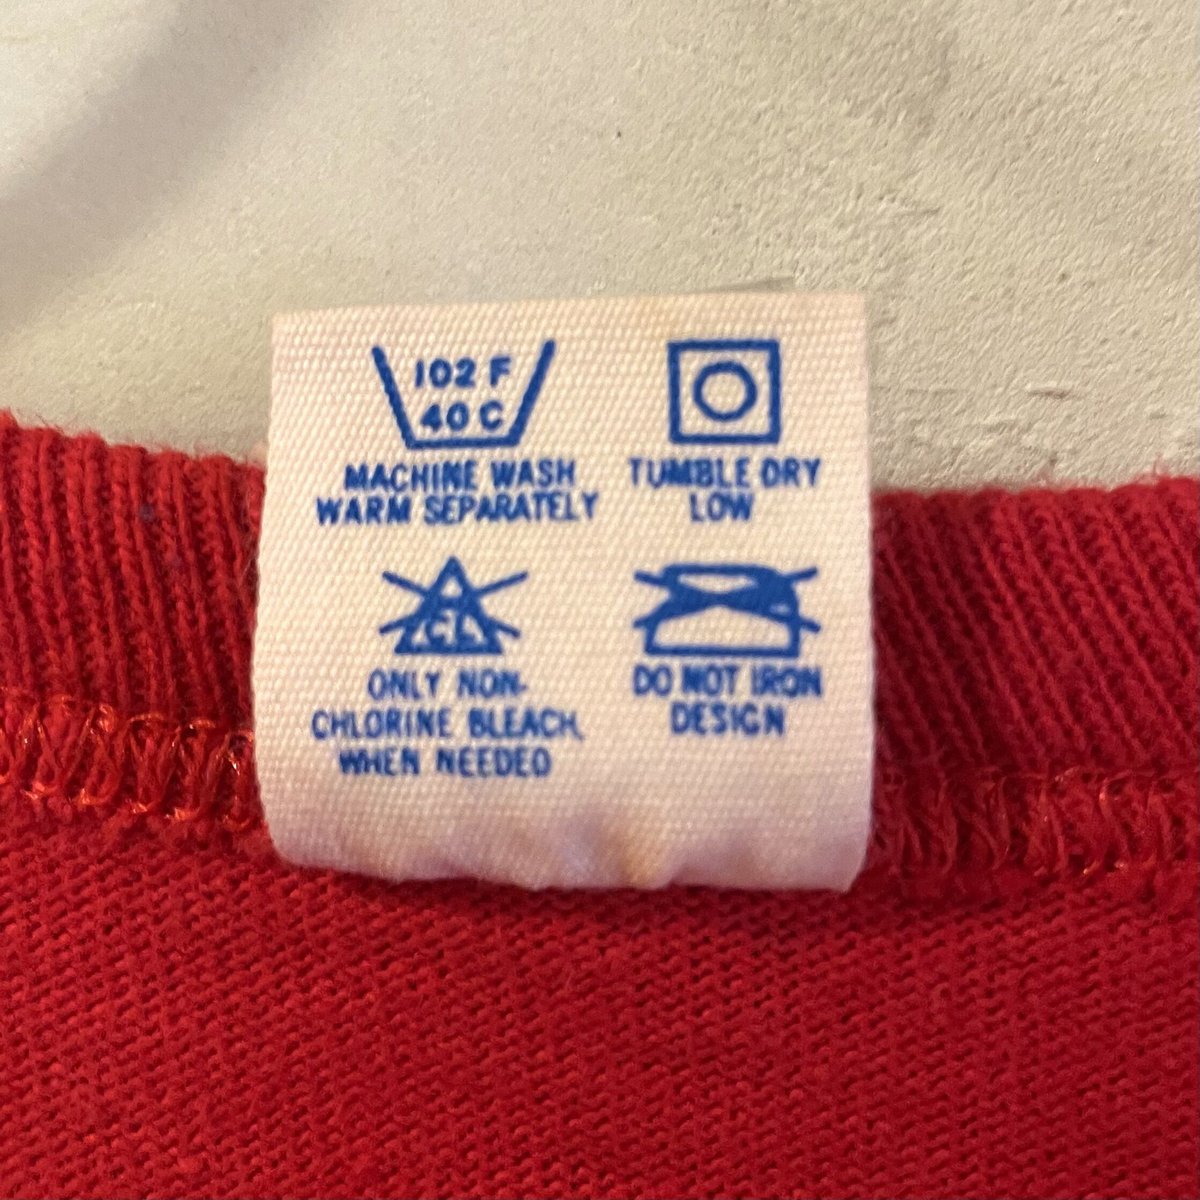 102 F
40 C
MACHINE WASH
WARM SEPARATELY
TUMBLE DRY
LOW
CL
ONLY NON-
CHLORINE BLEACH,
WHEN NEEDED
DO NOT IRON
DESIGN